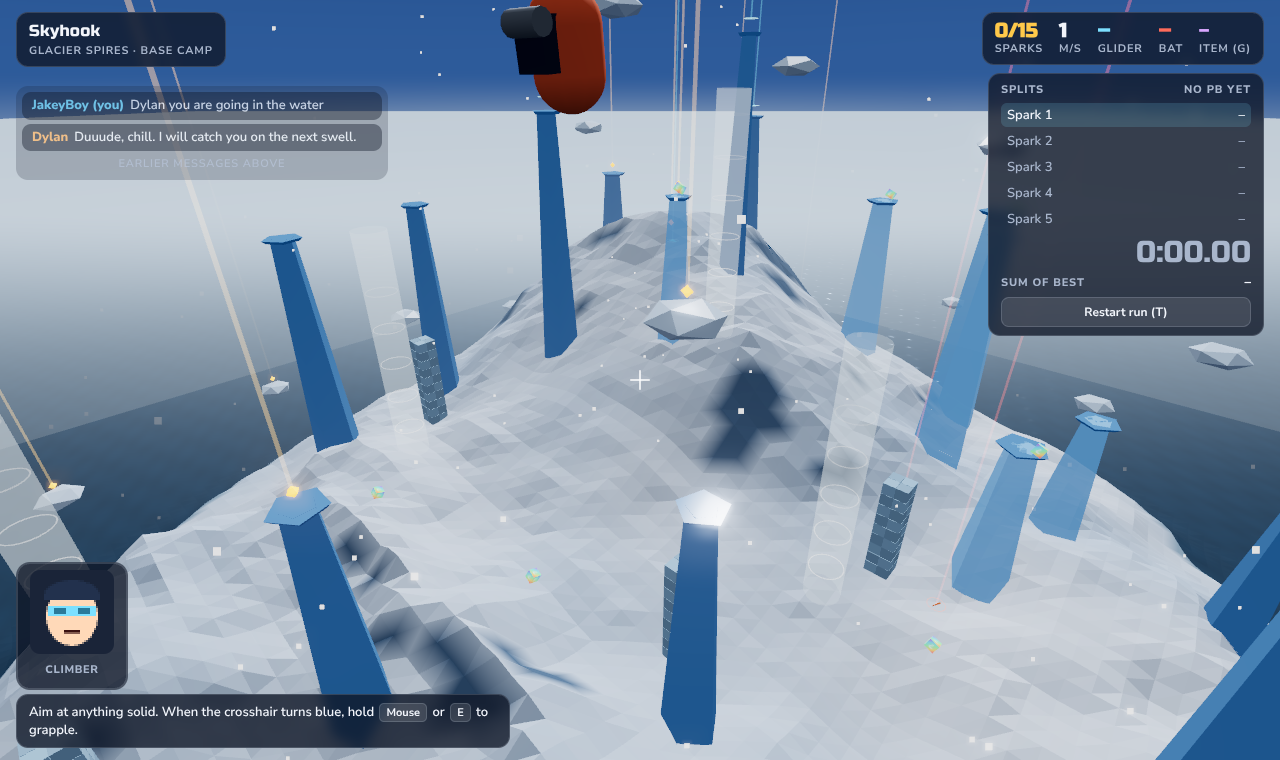 Skyhook
GLACIER SPIRES · BASE CAMP
JakeyBoy (you) Dylan you are going in the water
Dylan Duuude, chill. I will catch you on the next swell.
EARLIER MESSAGES ABOVE
0/15 SPARKS
1 M/S
– GLIDER
– BAT
– ITEM (G)
SPLITS NO PB YET
Spark 1 –
Spark 2 –
Spark 3 –
Spark 4 –
Spark 5 –
0:00.00
SUM OF BEST –
Restart run (T)
CLIMBER
Aim at anything solid. When the crosshair turns blue, hold Mouse or E to
grapple.